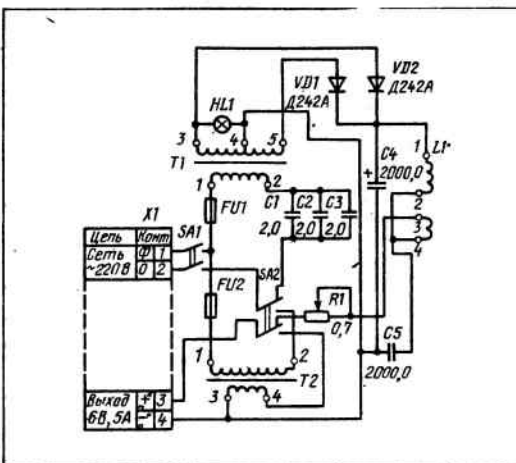 VD1
Д242А
VD2
Д242А
HL1
3 4 5
T1
1 2
C4
+
2000,0
1 L1
2
3
4
C1 C2 C3
2,0 2,0 2,0
FU1
X1
Цепь Конт
Сеть Ф 1
~220В 0 2
SA1
SA2
FU2
R1
0,7
C5
2000,0
1 2
T2
3 4
Выход "+" 3
6В,5А "-" 4